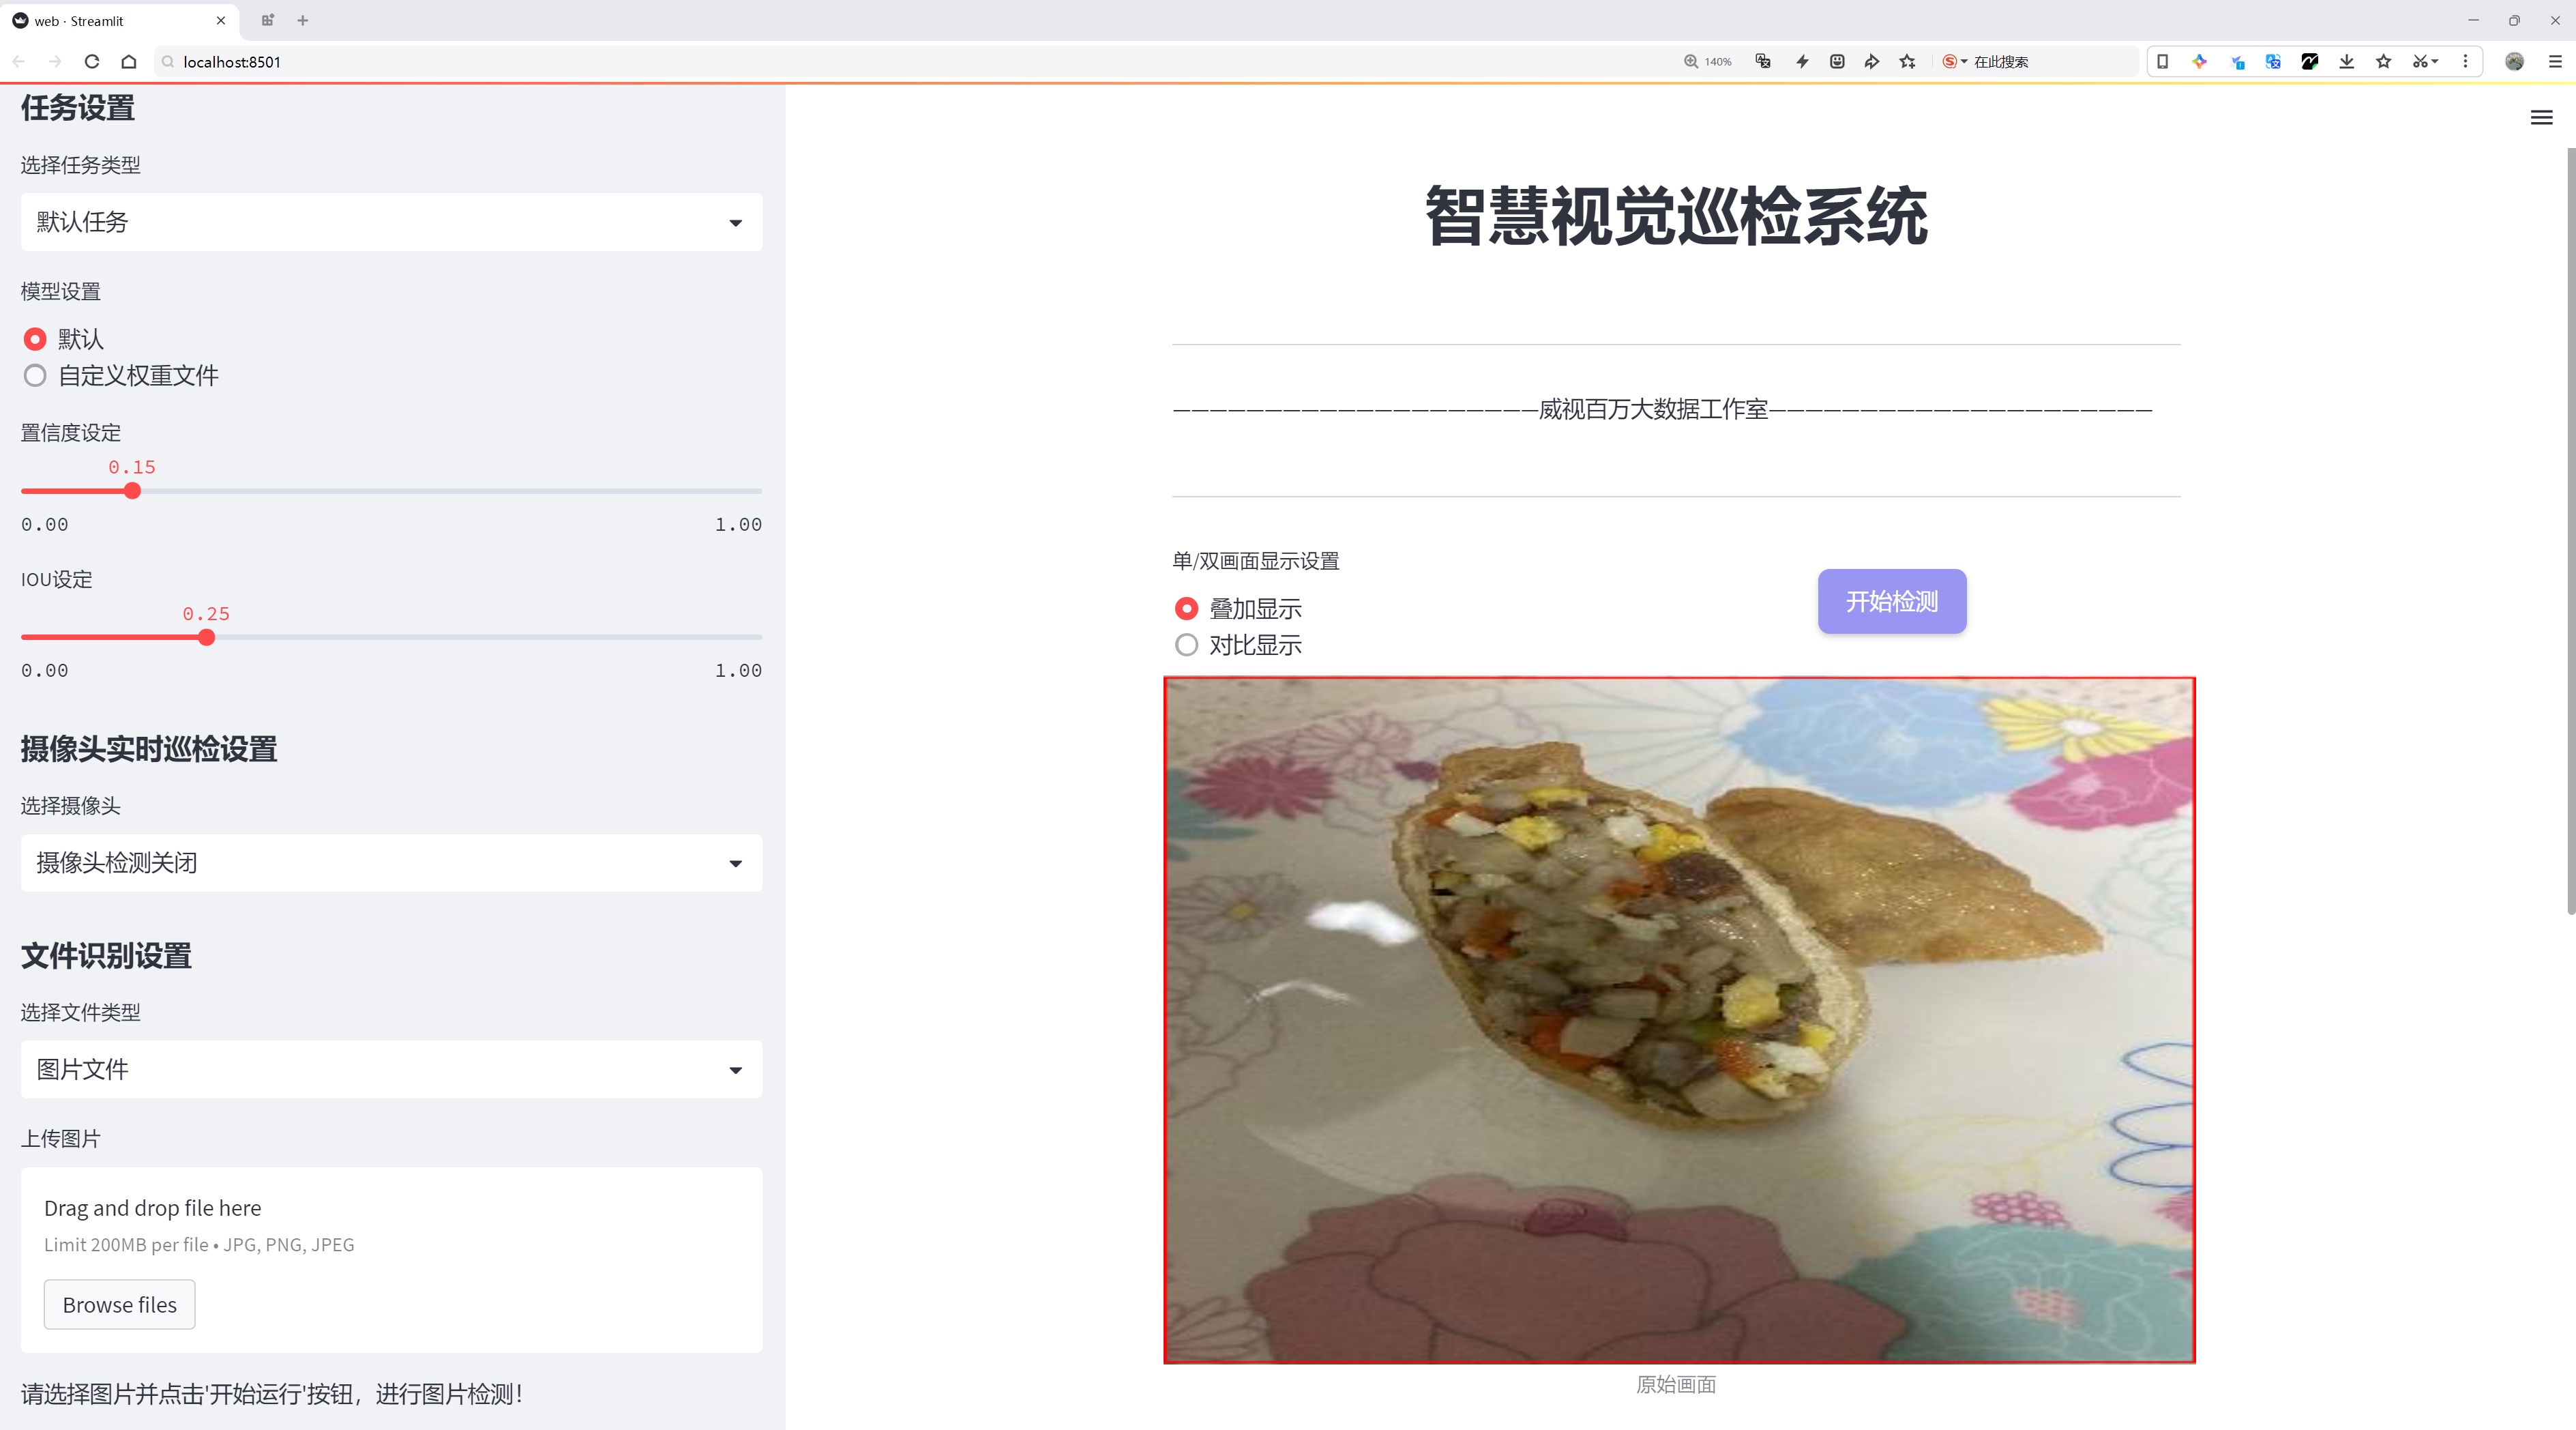 web · Streamlit
localhost:8501
140%
在此搜索
任务设置
选择任务类型
默认任务
模型设置
默认
自定义权重文件
置信度设定
0.15
0.00
1.00
IOU设定
0.25
0.00
1.00
摄像头实时巡检设置
选择摄像头
摄像头检测关闭
文件识别设置
选择文件类型
图片文件
上传图片
Drag and drop file here
Limit 200MB per file • JPG, PNG, JPEG
Browse files
请选择图片并点击'开始运行'按钮，进行图片检测！
智慧视觉巡检系统
————————————————————威视百万大数据工作室—————————————————————
单/双画面显示设置
叠加显示
对比显示
开始检测
原始画面